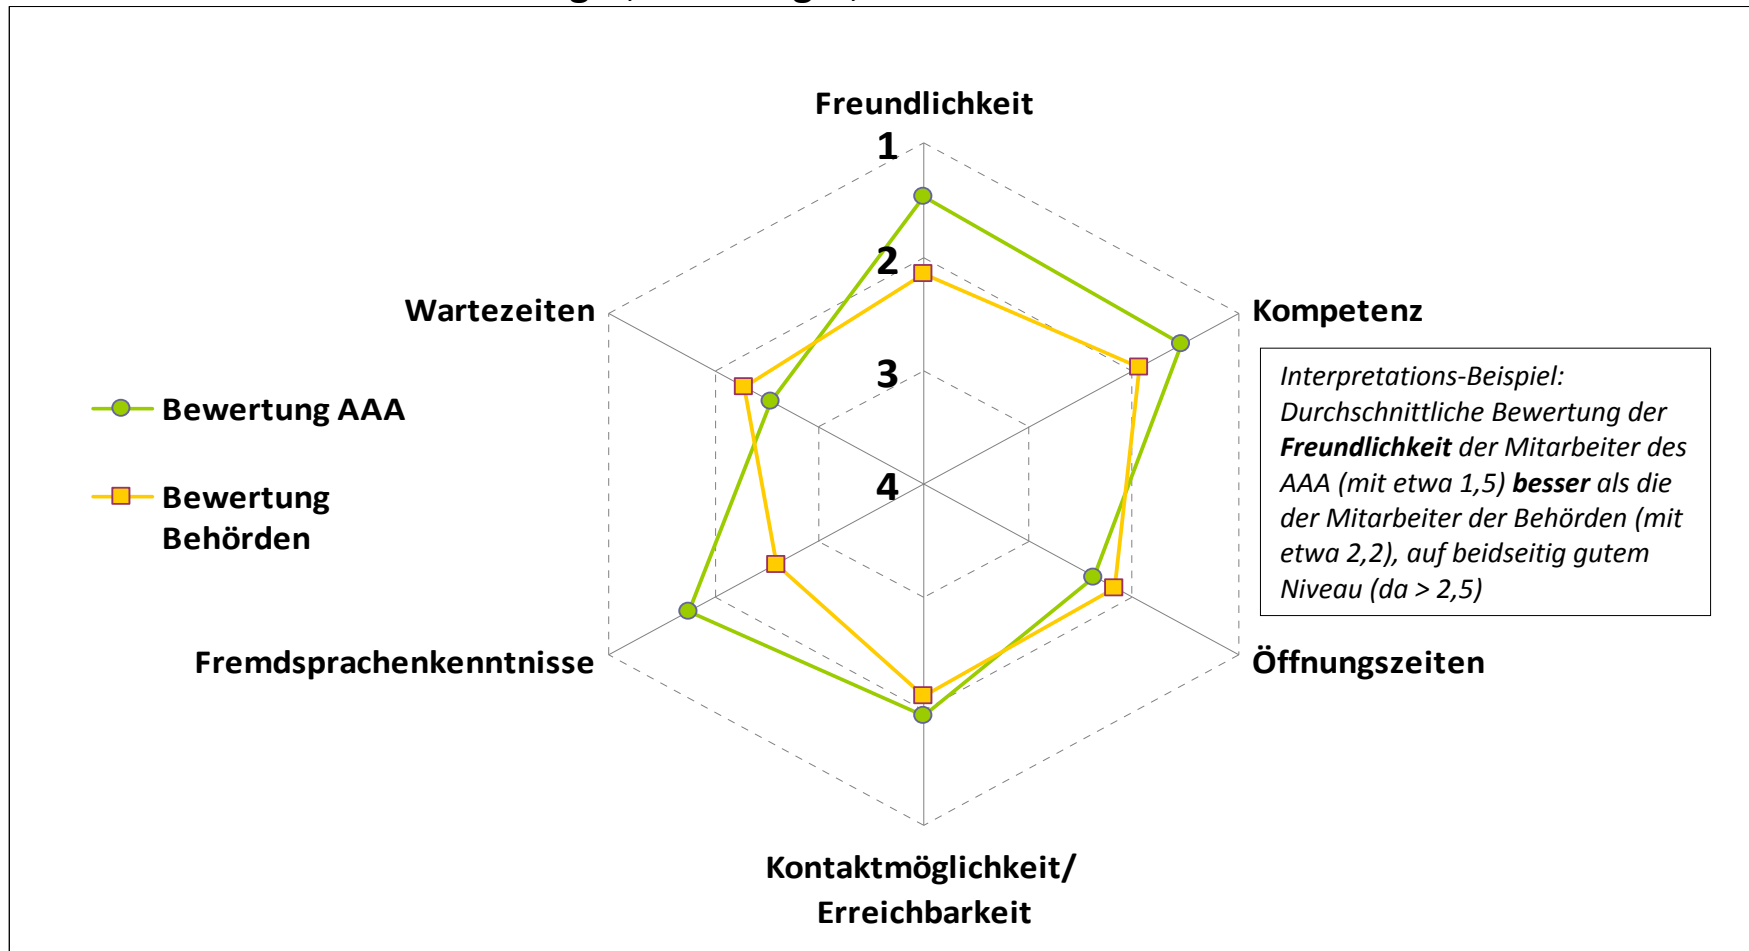 Freundlichkeit
1
2
3
4
Wartezeiten
Kompetenz
Bewertung AAA
Bewertung
Behörden
Interpretations-Beispiel:
Durchschnittliche Bewertung der
Freundlichkeit der Mitarbeiter des
AAA (mit etwa 1,5) besser als die
der Mitarbeiter der Behörden (mit
etwa 2,2), auf beidseitig gutem
Niveau (da > 2,5)
Fremdsprachenkenntnisse
Öffnungszeiten
Kontaktmöglichkeit/
Erreichbarkeit